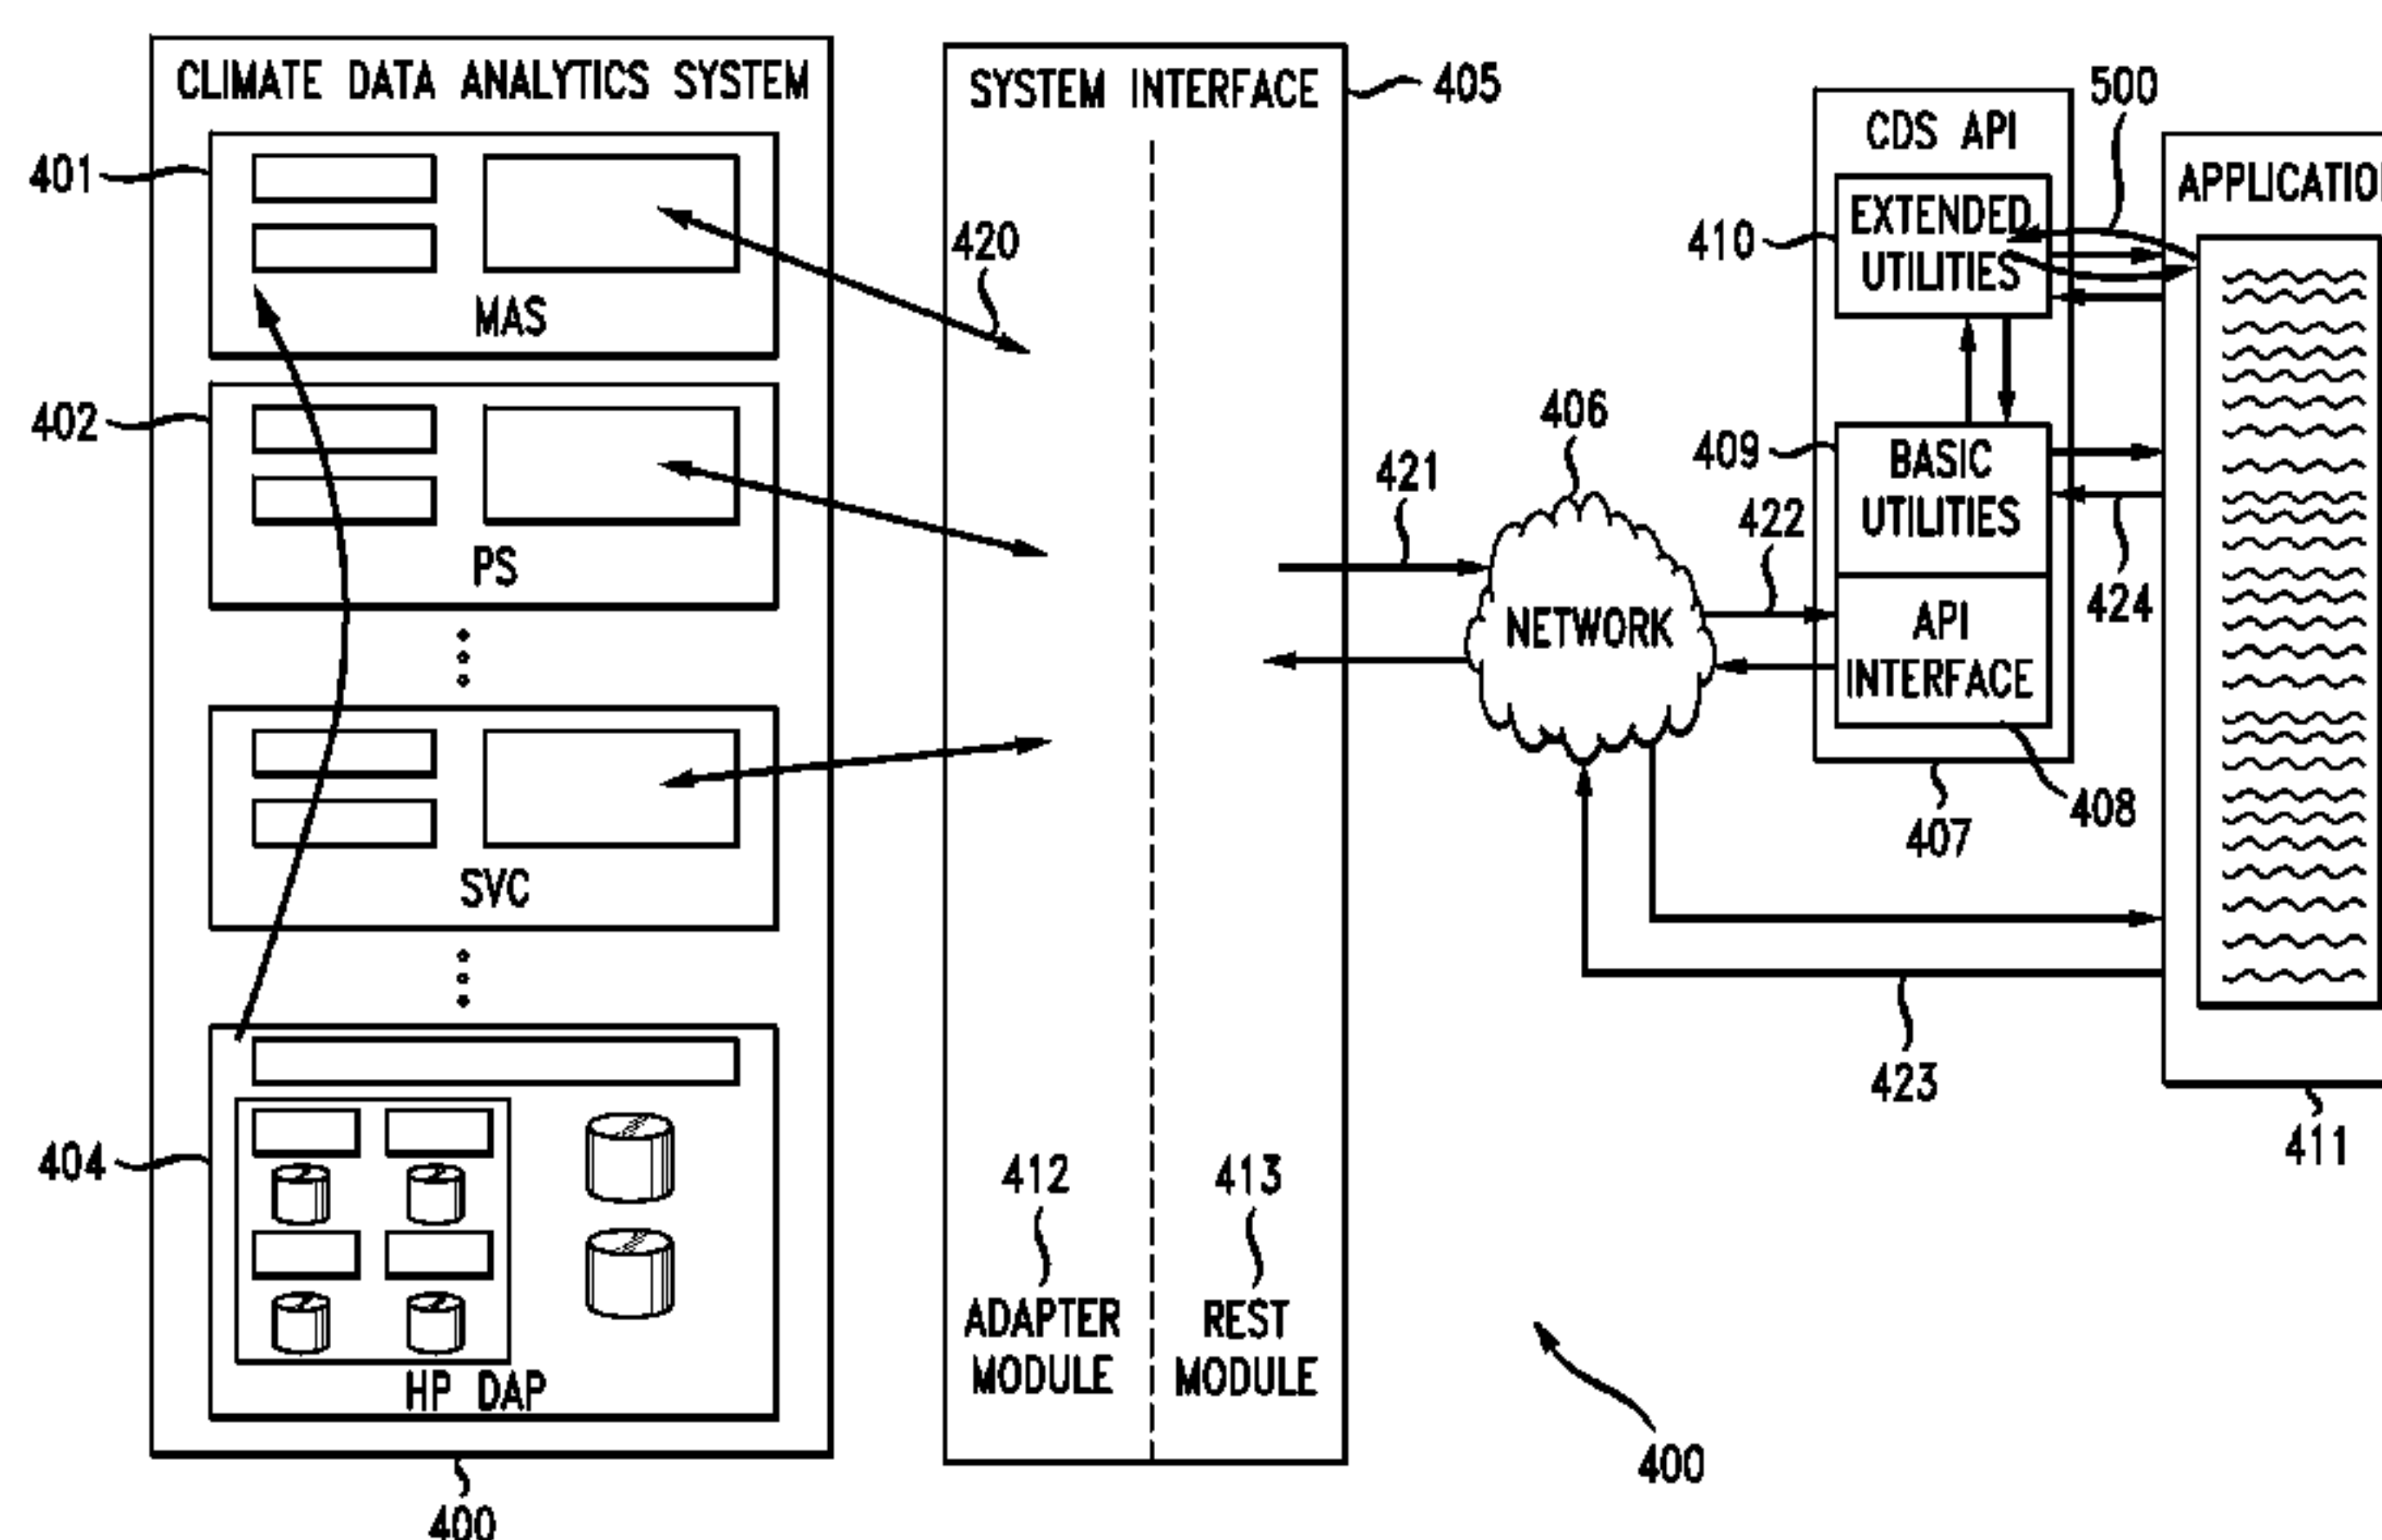 CLIMATE DATA ANALYTICS SYSTEM
401
MAS
402
PS
SVC
404
HP DAP
400
SYSTEM INTERFACE
405
420
412
ADAPTER
MODULE
413
REST
MODULE
421
406
NETWORK
422
CDS API
500
410
EXTENDED
UTILITIES
409
BASIC
UTILITIES
424
API
INTERFACE
408
407
423
APPLICATIO
411
400